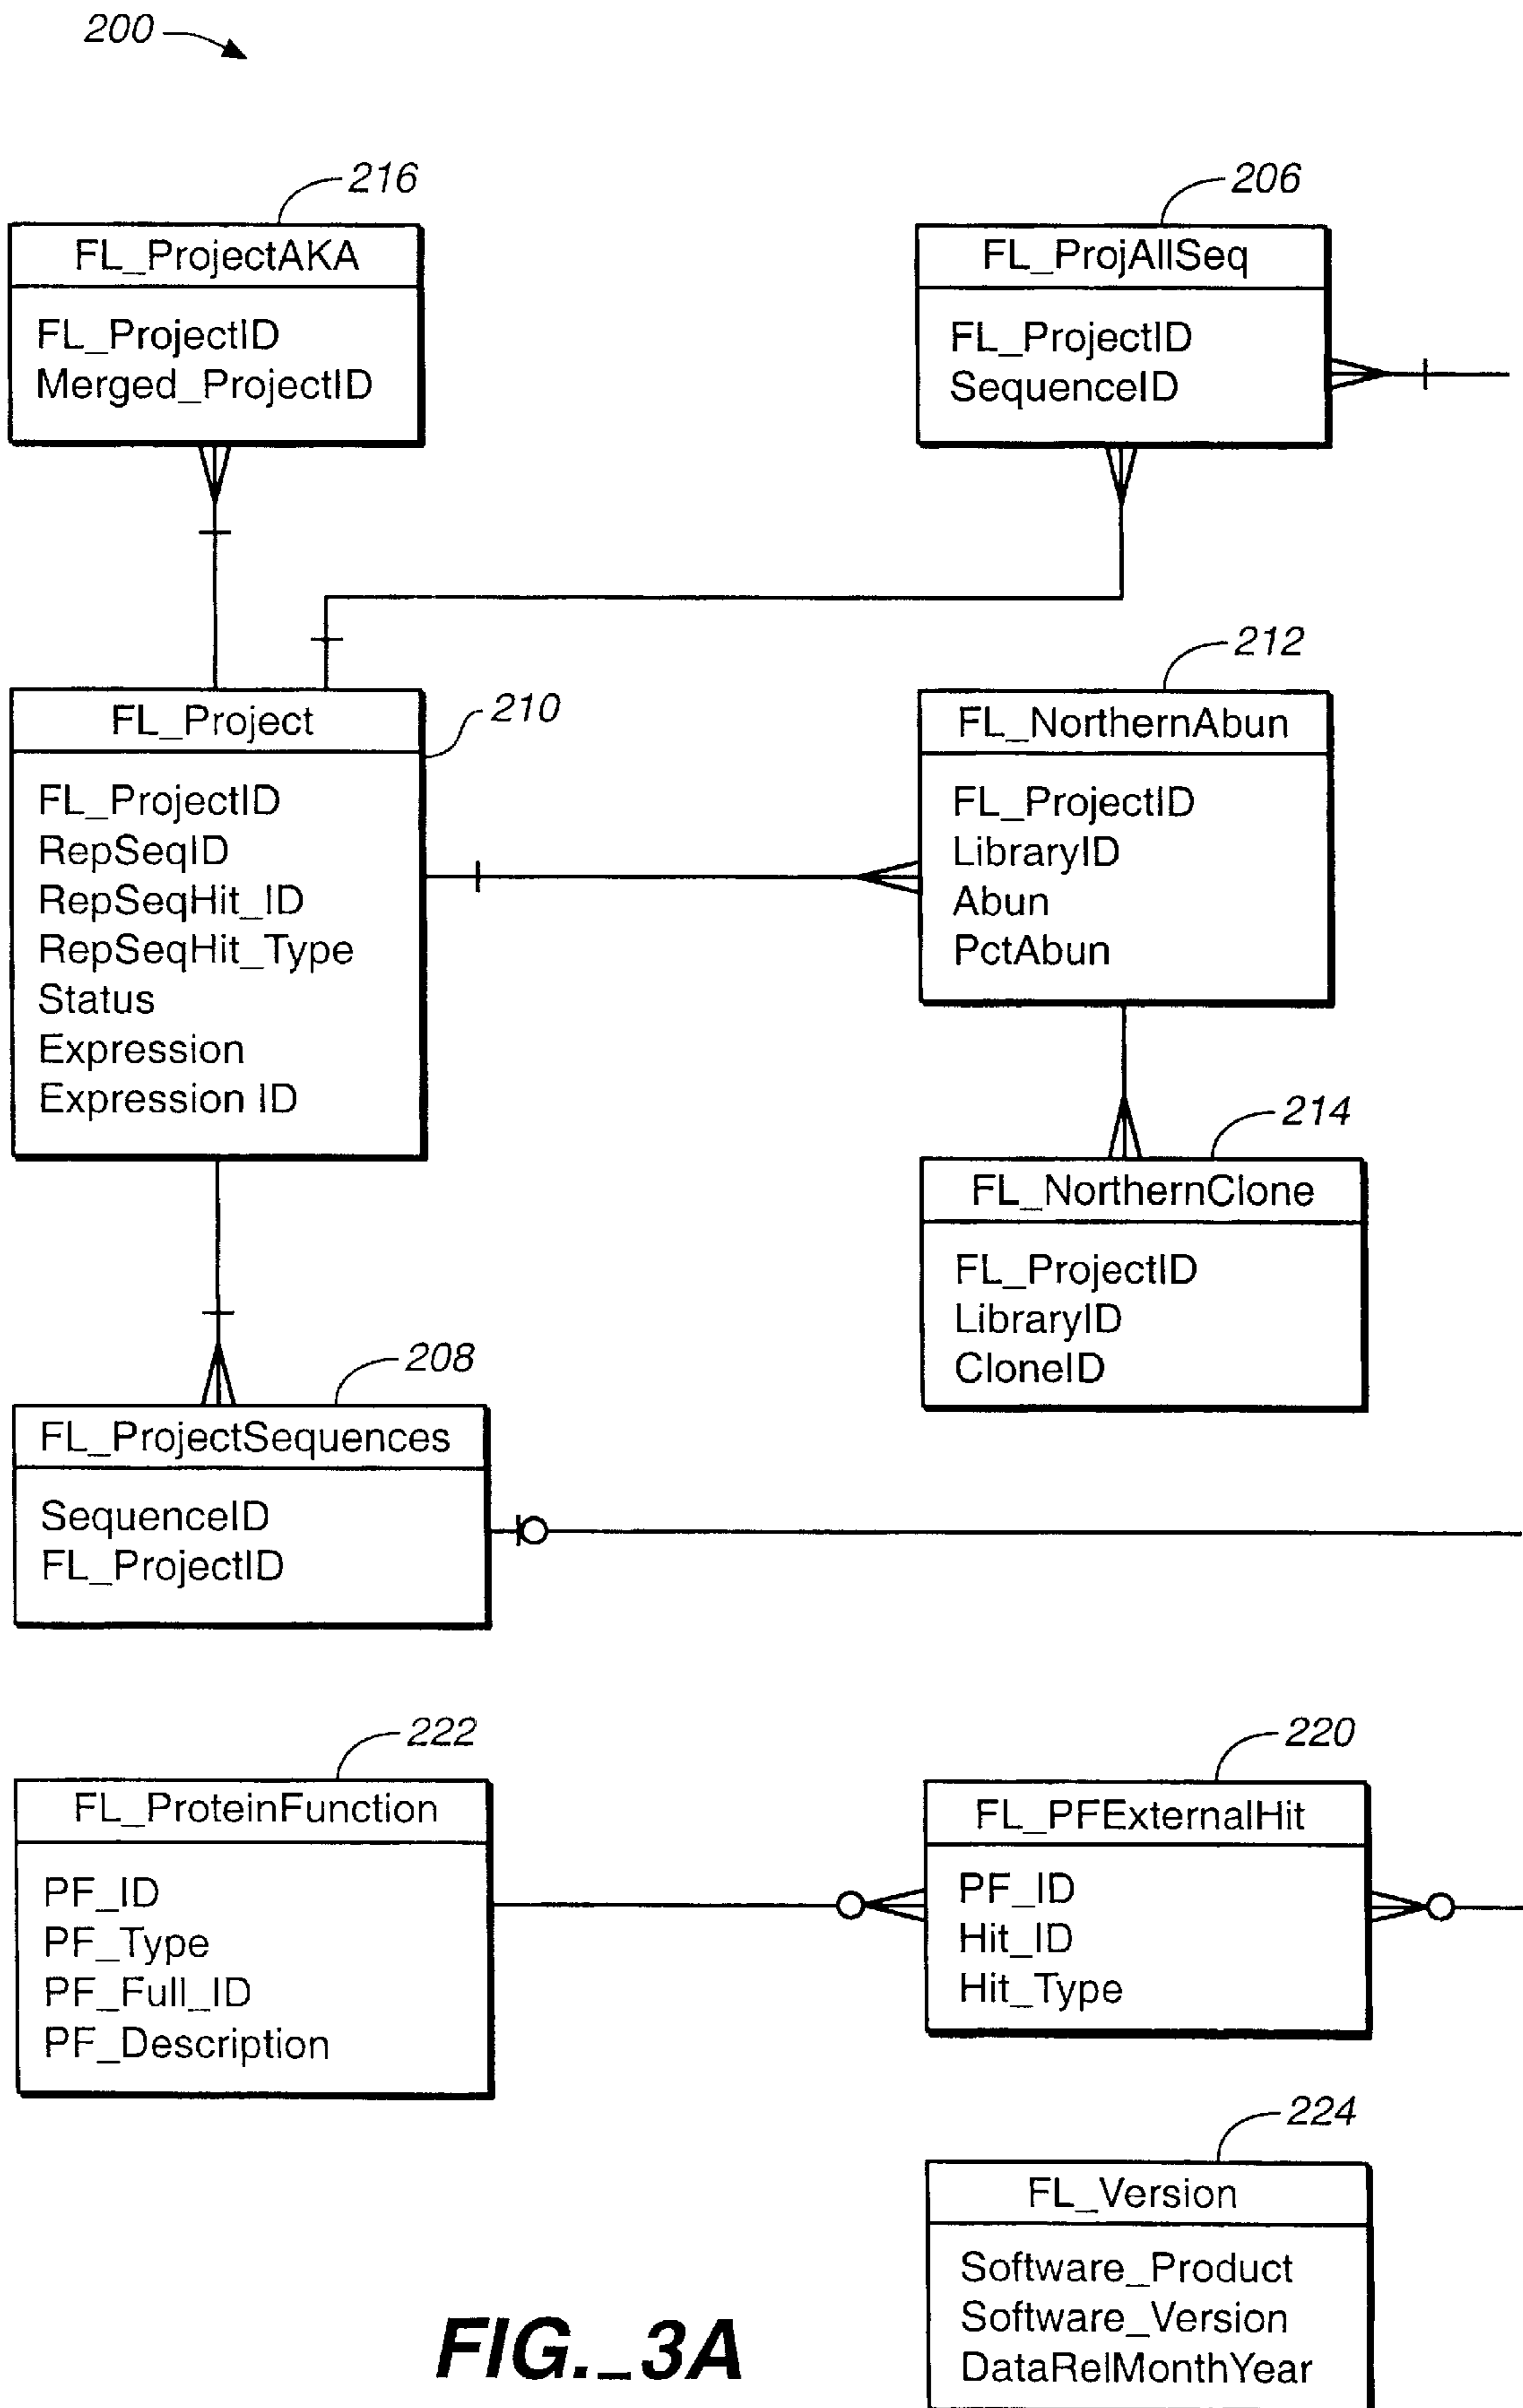 200
216
FL_ProjectAKA
FL_ProjectID
Merged_ProjectID
206
FL_ProjAllSeq
FL_ProjectID
SequenceID
210
FL_Project
FL_ProjectID
RepSeqID
RepSeqHit_ID
RepSeqHit_Type
Status
Expression
Expression ID
212
FL_NorthernAbun
FL_ProjectID
LibraryID
Abun
PctAbun
214
FL_NorthernClone
FL_ProjectID
LibraryID
CloneID
208
FL_ProjectSequences
SequenceID
FL_ProjectID
222
FL_ProteinFunction
PF_ID
PF_Type
PF_Full_ID
PF_Description
220
FL_PFExternalHit
PF_ID
Hit_ID
Hit_Type
224
FL_Version
Software_Product
Software_Version
DataRelMonthYear
FIG._3A